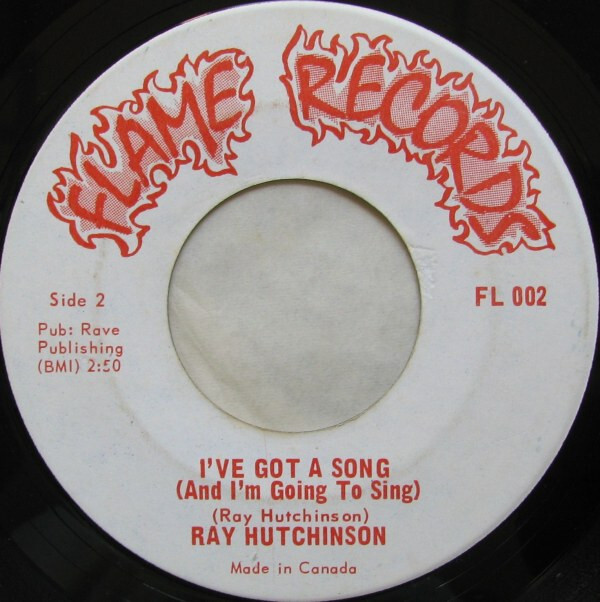 FLAME RECORDS
Side 2
FL 002
Pub: Rave
Publishing
(BMI) 2:50
I'VE GOT A SONG
(And I'm Going To Sing)
(Ray Hutchinson)
RAY HUTCHINSON
Made in Canada